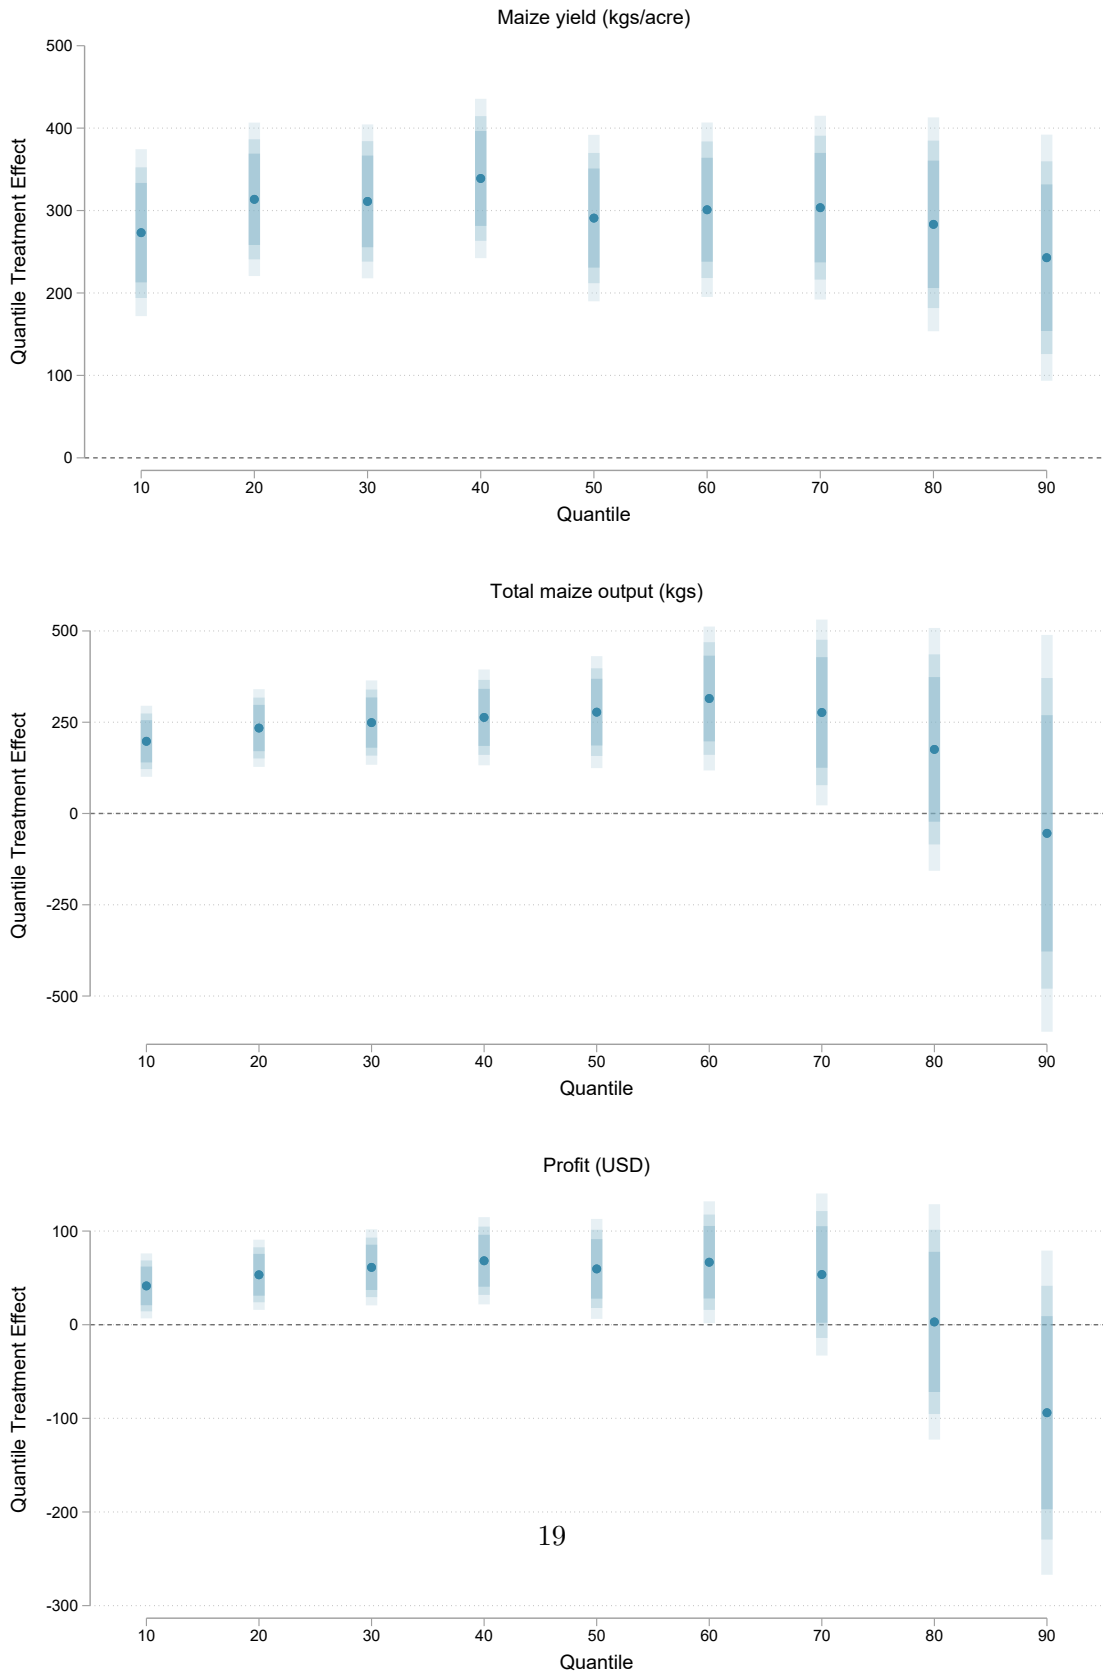 Maize yield (kgs/acre)
Quantile Treatment Effect
500
400
300
200
100
0
10 20 30 40 50 60 70 80 90
Quantile
Total maize output (kgs)
Quantile Treatment Effect
500
250
0
-250
-500
10 20 30 40 50 60 70 80 90
Quantile
Profit (USD)
Quantile Treatment Effect
100
0
-100
-200
-300
19
10 20 30 40 50 60 70 80 90
Quantile